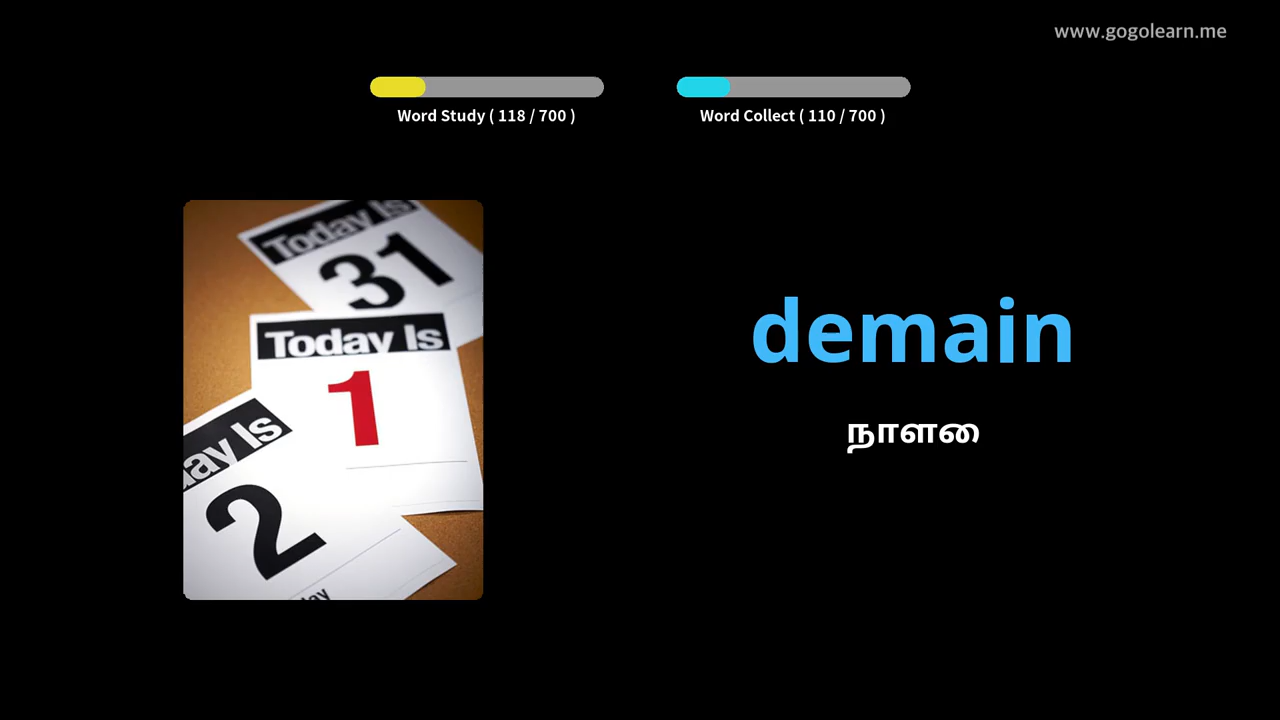 www.gogolearn.me
Word Study ( 118 / 700 )
Word Collect ( 110 / 700 )
Today Is
31
Today Is
1
ay Is
2
day
demain
நாளை